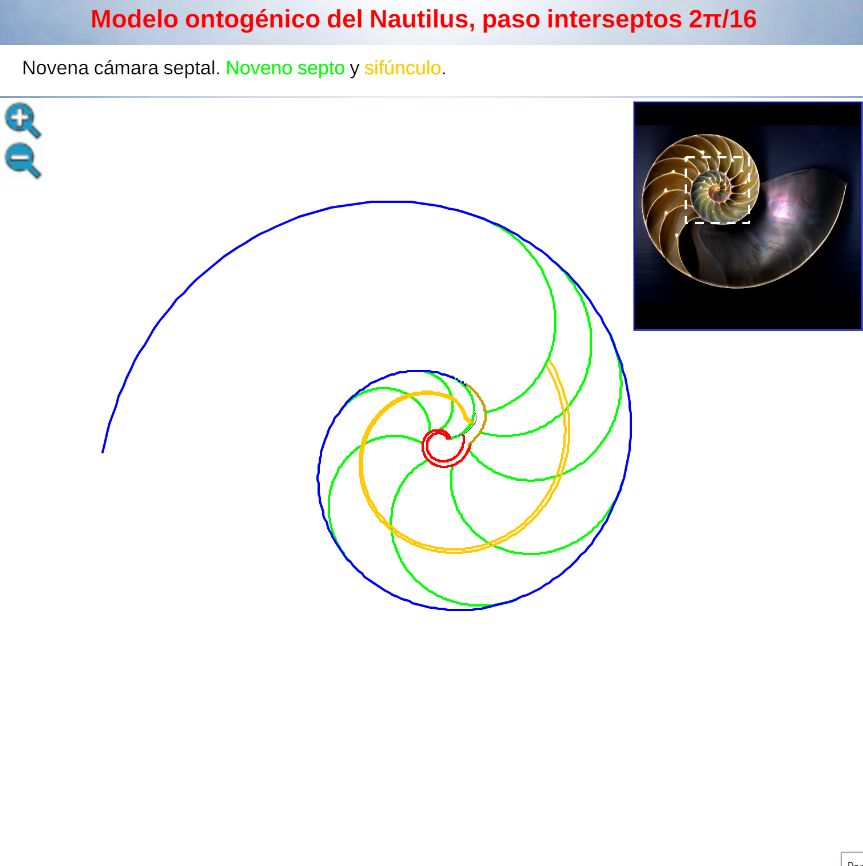 Modelo ontogénico del Nautilus, paso interseptos 2π/16
Novena cámara septal. Noveno septo y sifúnculo.